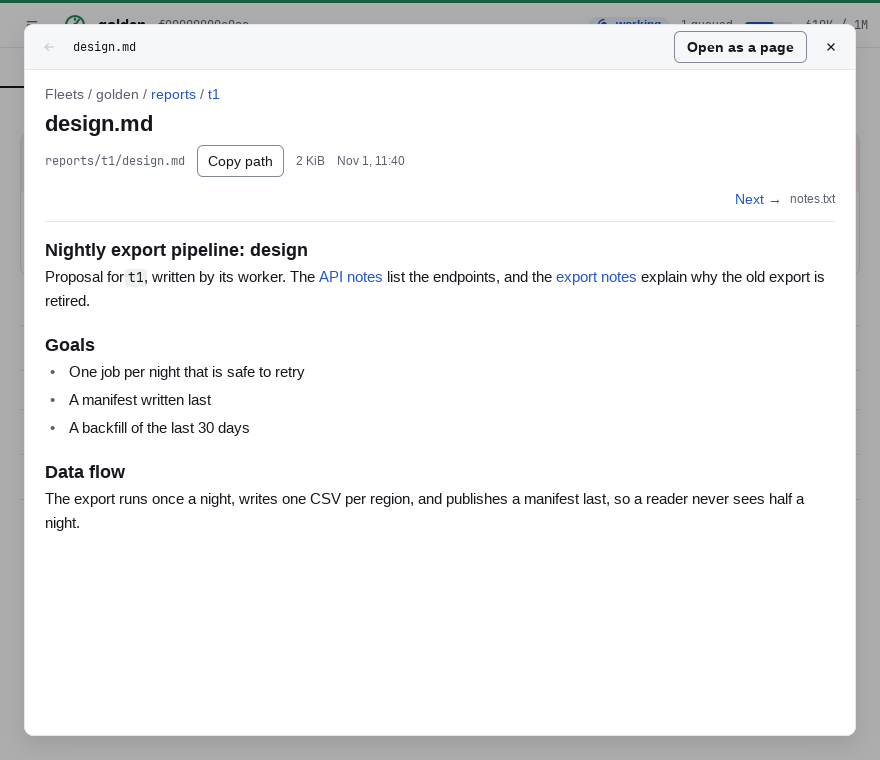 design.md
Open as a page
Fleets / golden / reports / t1
design.md
reports/t1/design.md Copy path 2 KiB Nov 1, 11:40
Next → notes.txt
Nightly export pipeline: design
Proposal for t1, written by its worker. The API notes list the endpoints, and the export notes explain why the old export is
retired.
Goals
• One job per night that is safe to retry
• A manifest written last
• A backfill of the last 30 days
Data flow
The export runs once a night, writes one CSV per region, and publishes a manifest last, so a reader never sees half a
night.